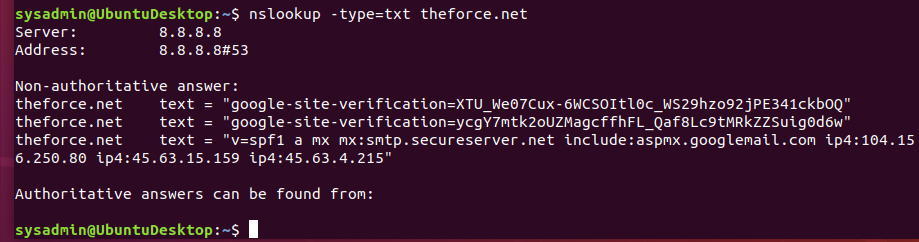 sysadmin@UbuntuDesktop:~$ nslookup -type=txt theforce.net
Server:         8.8.8.8
Address:        8.8.8.8#53
Non-authoritative answer:
theforce.net    text = "google-site-verification=XTU_We07Cux-6WCSOItl0c_WS29hzo92jPE341ckbOQ"
theforce.net    text = "google-site-verification=ycgY7mtk2oUZMagcffhFL_Qaf8Lc9tMRkZZSuig0d6w"
theforce.net    text = "v=spf1 a mx mx:smtp.secureserver.net include:aspmx.googlemail.com ip4:104.15
6.250.80 ip4:45.63.15.159 ip4:45.63.4.215"
Authoritative answers can be found from:
sysadmin@UbuntuDesktop:~$